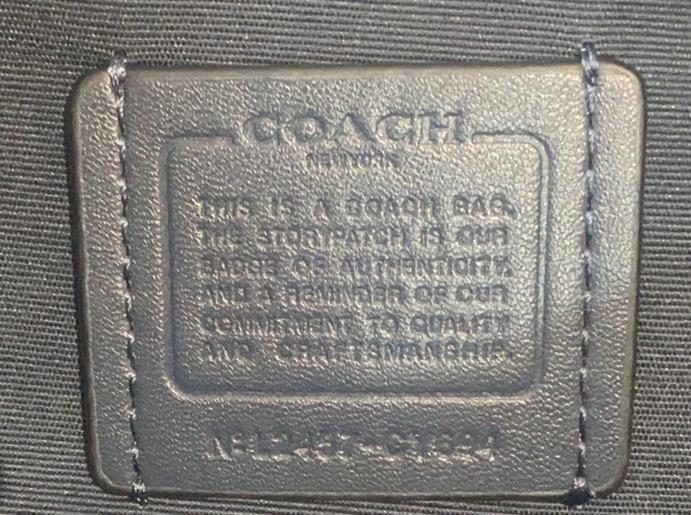 COACH
NEW YORK
THIS IS A COACH BAG.
THE STORYPATCH IS OUR
BADGE OF AUTHENTICITY,
AND A REMINDER OF OUR
COMMITMENT TO QUALITY
AND CRAFTSMANSHIP.